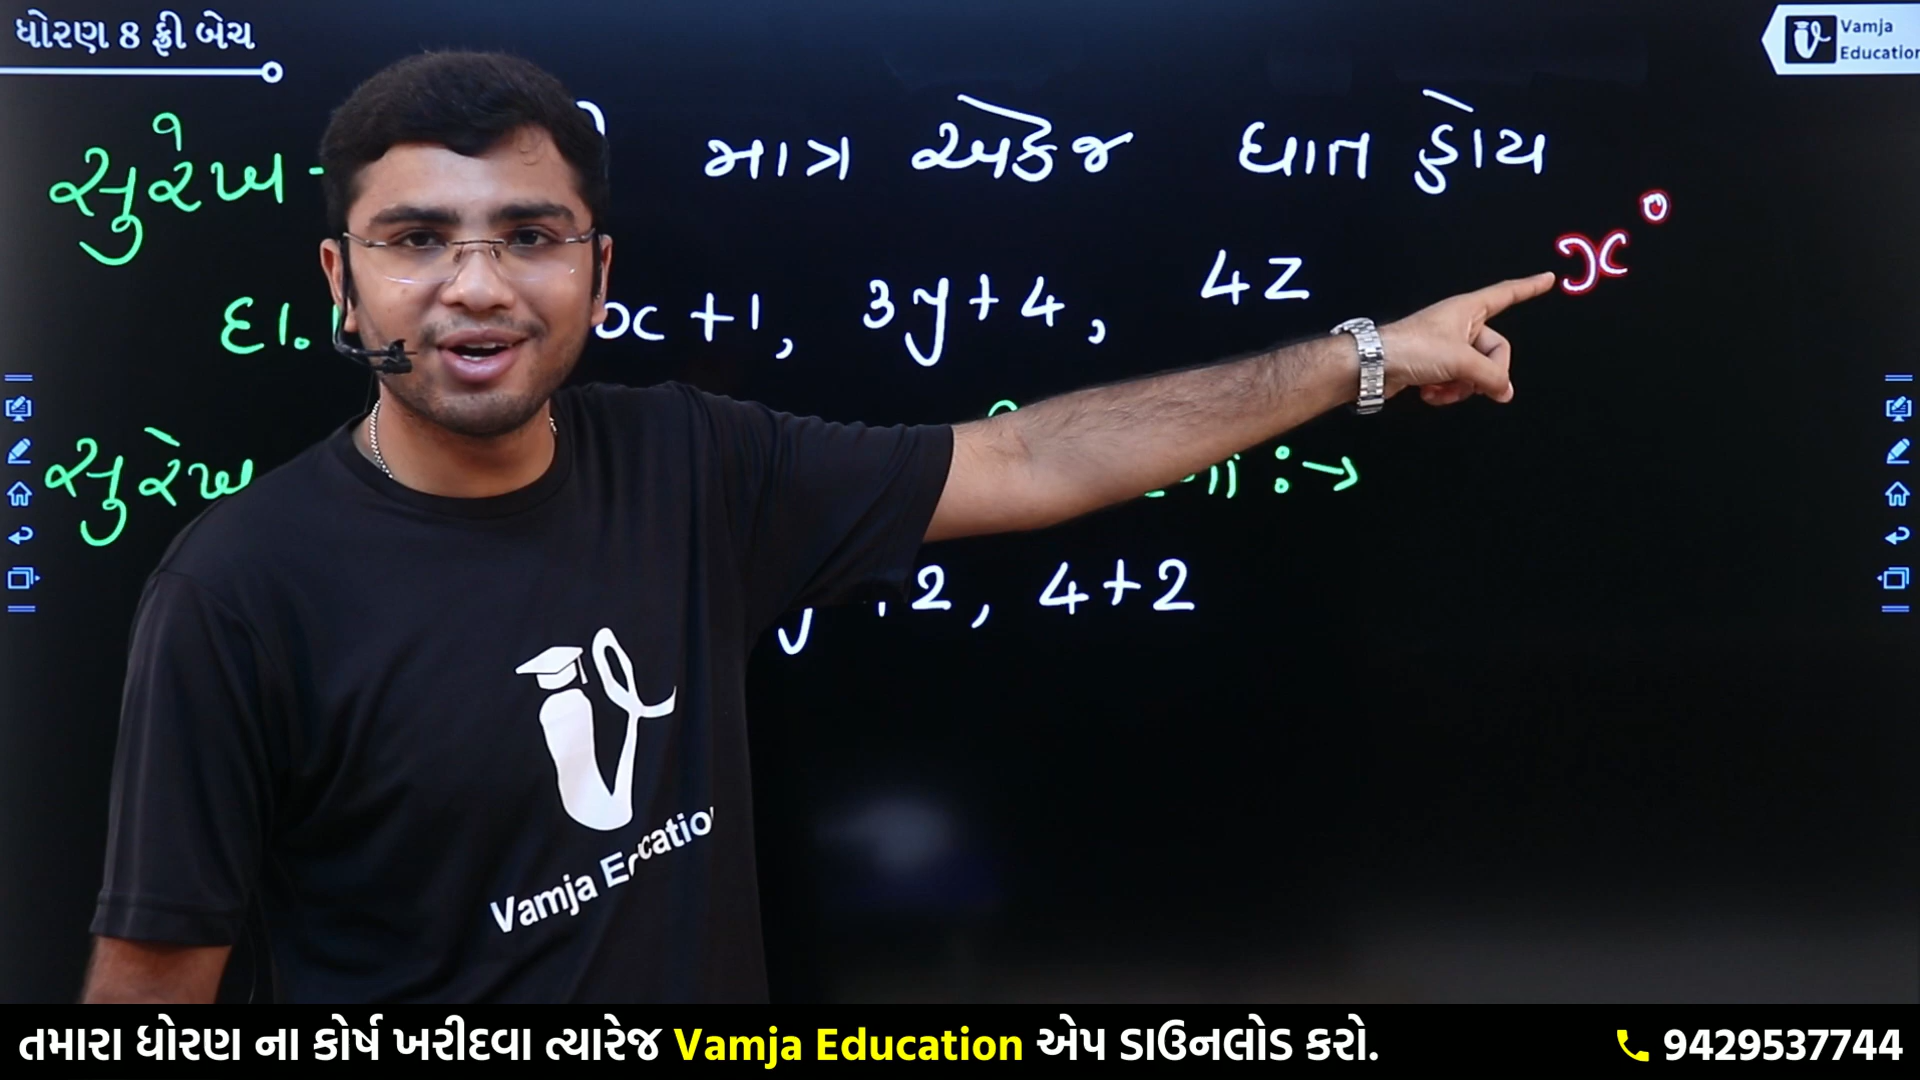 ધોરણ 8 ફ્રી બેચ
Vamja
Education
સુરેખ - માત્ર એકજ ઘાત હોય
x°
દા. x + 1, 3y + 4, 4z
સુરેખ :→
y + 2, 4 + 2
Vamja Education
તમારા ધોરણ ના કોર્ષ ખરીદવા ત્યારેજ Vamja Education એપ ડાઉનલોડ કરો.
9429537744